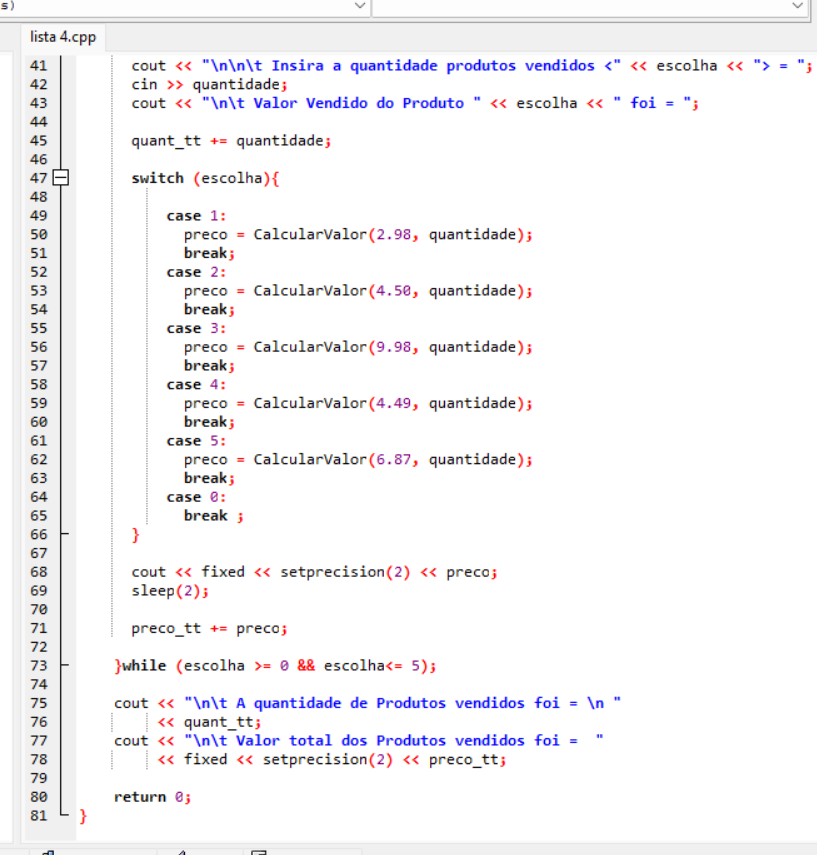 s)
lista 4.cpp
41 cout << "\n\n\t Insira a quantidade produtos vendidos <" << escolha << "> = ";
42 cin >> quantidade;
43 cout << "\n\t Valor Vendido do Produto " << escolha << " foi = ";
44
45 quant_tt += quantidade;
46
47 switch (escolha){
48
49 case 1:
50 preco = CalcularValor(2.98, quantidade);
51 break;
52 case 2:
53 preco = CalcularValor(4.50, quantidade);
54 break;
55 case 3:
56 preco = CalcularValor(9.98, quantidade);
57 break;
58 case 4:
59 preco = CalcularValor(4.49, quantidade);
60 break;
61 case 5:
62 preco = CalcularValor(6.87, quantidade);
63 break;
64 case 0:
65 break ;
66 }
67
68 cout << fixed << setprecision(2) << preco;
69 sleep(2);
70
71 preco_tt += preco;
72
73 }while (escolha >= 0 && escolha<= 5);
74
75 cout << "\n\t A quantidade de Produtos vendidos foi = \n "
76 << quant_tt;
77 cout << "\n\t Valor total dos Produtos vendidos foi =  "
78 << fixed << setprecision(2) << preco_tt;
79
80 return 0;
81 }